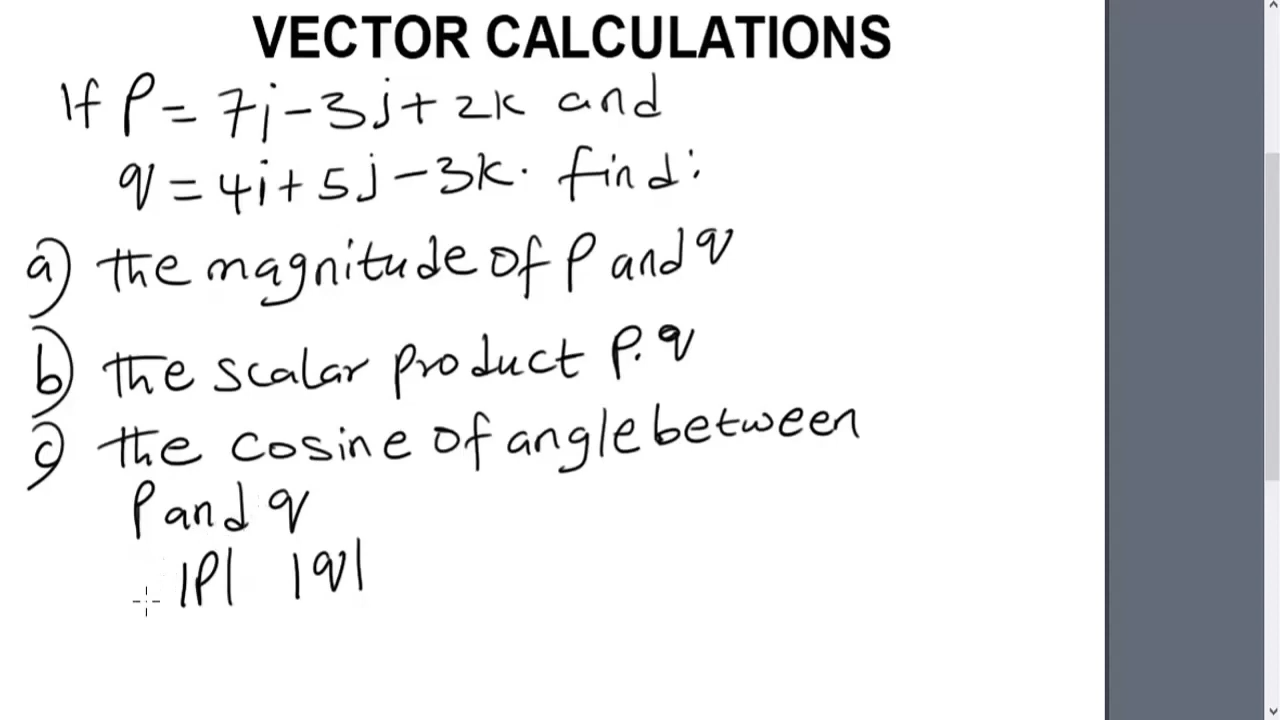 VECTOR CALCULATIONS
If P = 7i - 3j + 2k and
q = 4i + 5j - 3k. find:
a) the magnitude of P and q
b) the scalar product P.q
c) the cosine of angle between
P and q
|P| |q|